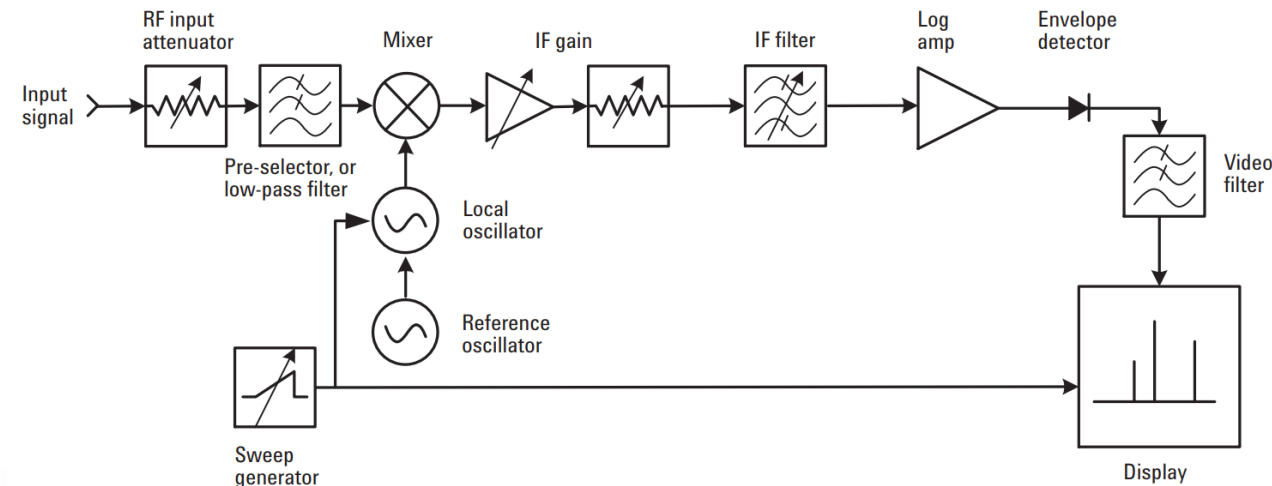 RF input
attenuator
Mixer
IF gain
IF filter
Log
amp
Envelope
detector
Input
signal
Pre-selector, or
low-pass filter
Video
filter
Local
oscillator
Reference
oscillator
Sweep
generator
Display